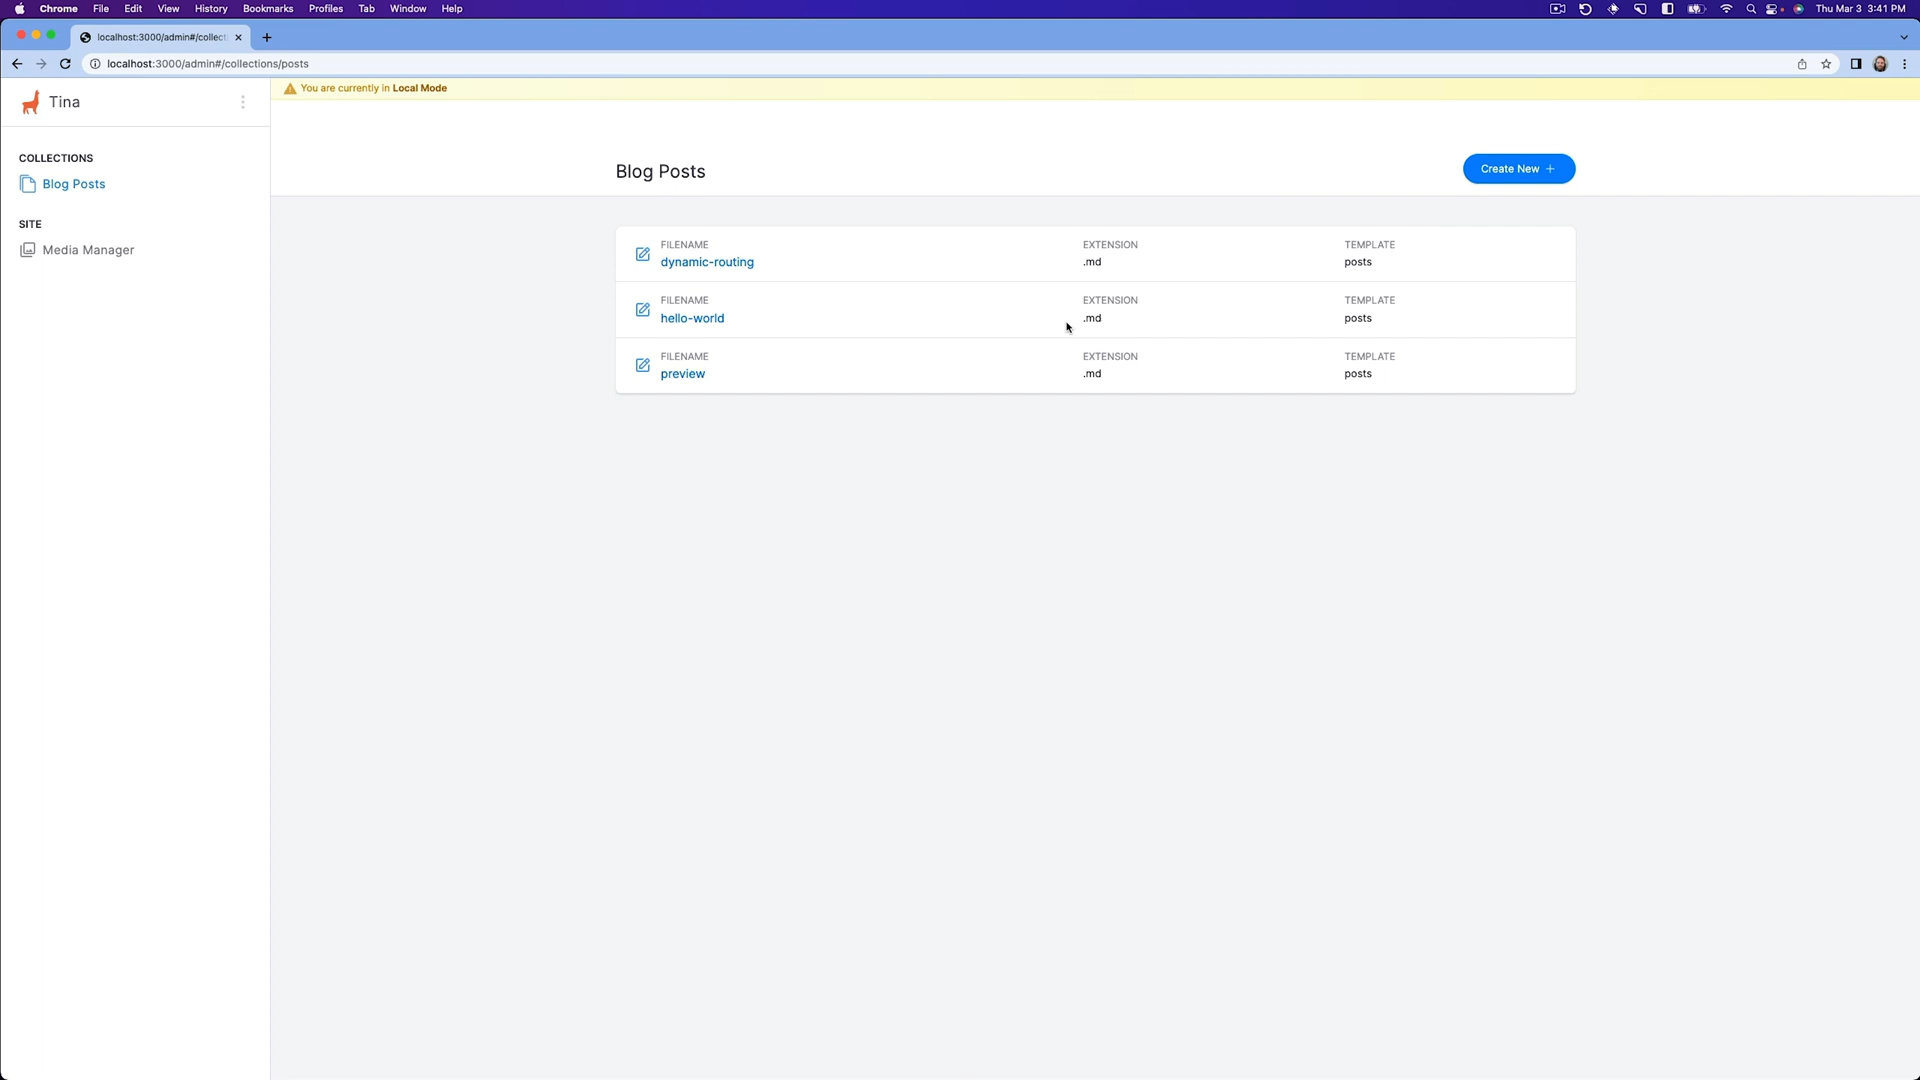 Chrome File Edit View History Bookmarks Profiles Tab Window Help Thu Mar 3 3:41 PM
localhost:3000/admin#/collect
localhost:3000/admin#/collections/posts
You are currently in Local Mode
Tina
COLLECTIONS
Blog Posts
SITE
Media Manager
Blog Posts
Create New
FILENAME EXTENSION TEMPLATE
dynamic-routing .md posts
FILENAME EXTENSION TEMPLATE
hello-world .md posts
FILENAME EXTENSION TEMPLATE
preview .md posts